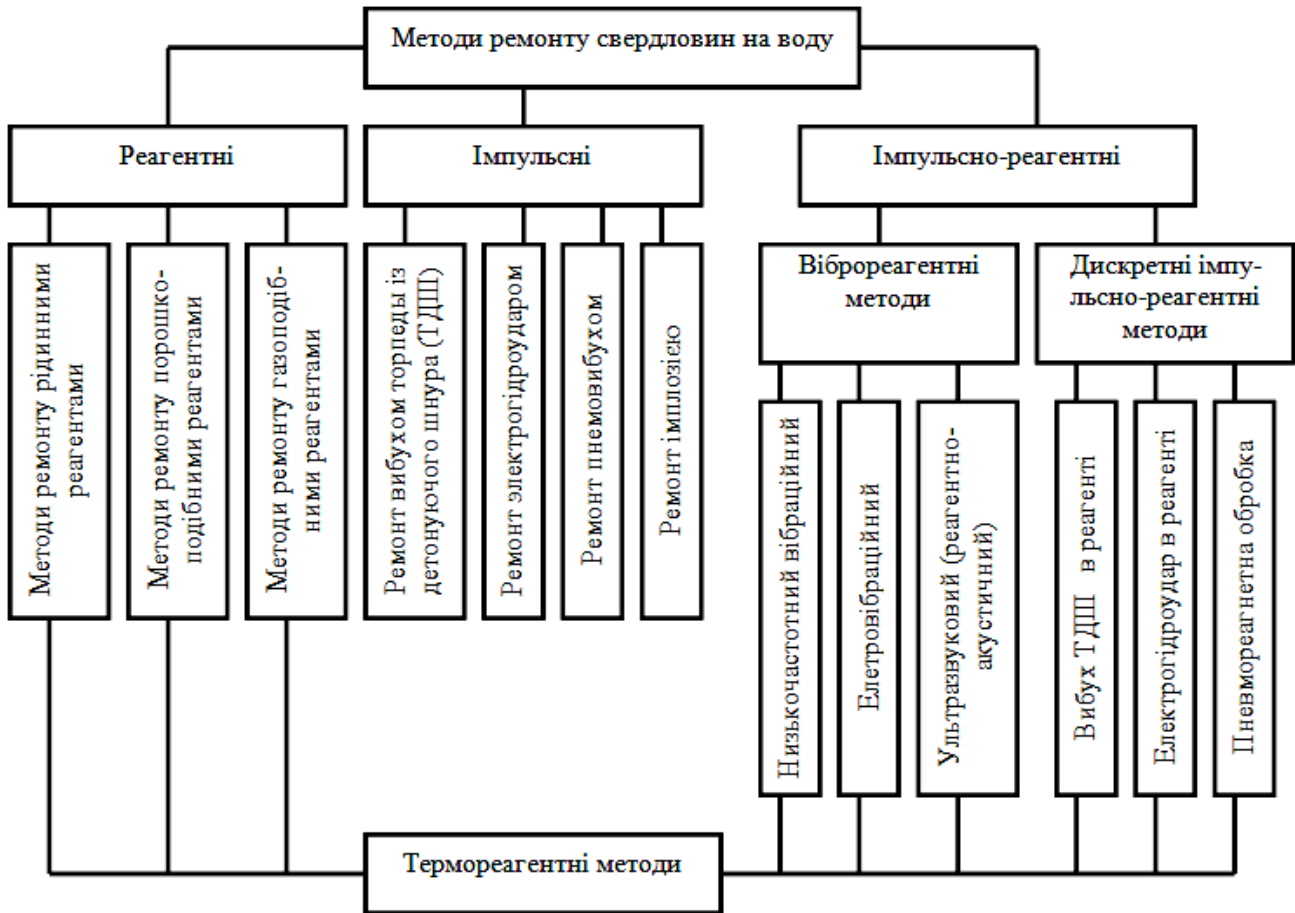 Методи ремонту свердловин на воду
Реагентні
Імпульсні
Імпульсно-реагентні
Методи ремонту рідинними
реагентами
Методи ремонту порошко-
подібними реагентами
Методи ремонту газоподіб-
ними реагентами
Ремонт вибухом торпеды із
детонуючого шнура (ТДШ)
Ремонт электрогідроударом
Ремонт пнемовибухом
Ремонт імплозією
Віброреагентні
методи
Дискретні імпу-
льсно-реагентні
методи
Низькочастотний вібраційний
Елетровібраційний
Ультразвуковий (реагентно-
акустичний)
Вибух ТДШ в реагенті
Електрогідроудар в реагенті
Пневмореагнетна обробка
Термореагентні методи